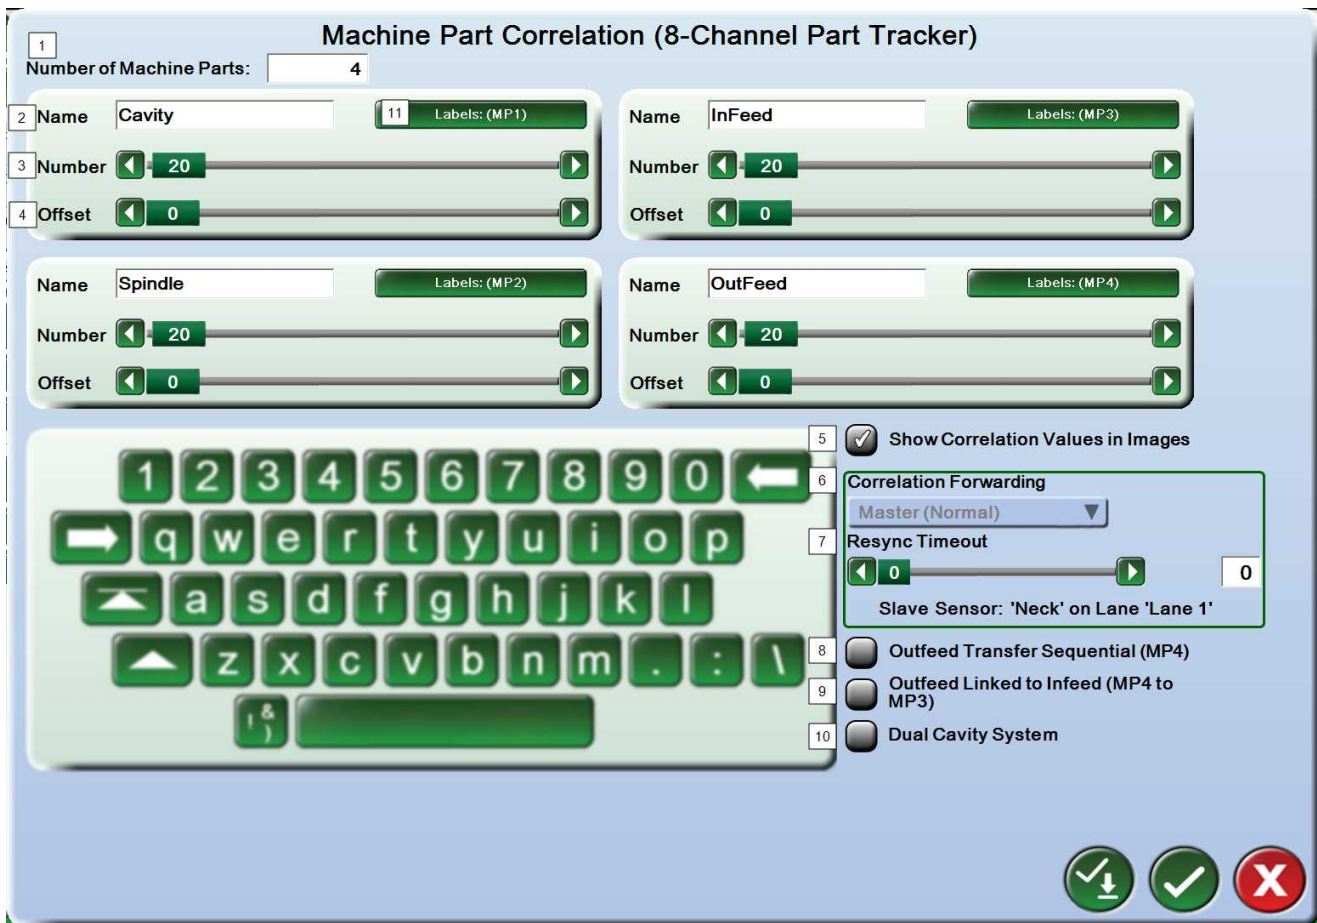 Machine Part Correlation (8-Channel Part Tracker)
1
Number of Machine Parts: 4
2 Name Cavity 11 Labels: (MP1)
3 Number 20
4 Offset 0
Name InFeed Labels: (MP3)
Number 20
Offset 0
Name Spindle Labels: (MP2)
Number 20
Offset 0
Name OutFeed Labels: (MP4)
Number 20
Offset 0
1 2 3 4 5 6 7 8 9 0
q w e r t y u i o p
a s d f g h j k l
z x c v b n m . : \
! & )
5 Show Correlation Values in Images
6 Correlation Forwarding
Master (Normal)
7 Resync Timeout
0 0
Slave Sensor: 'Neck' on Lane 'Lane 1'
8 Outfeed Transfer Sequential (MP4)
9 Outfeed Linked to Infeed (MP4 to
MP3)
10 Dual Cavity System
X